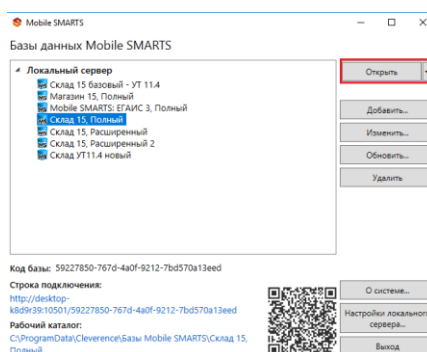 Mobile SMARTS
Базы данных Mobile SMARTS
Локальный сервер
Склад 15 базовый - УТ 11.4
Магазин 15, Полный
Mobile SMARTS: ЕГАИС 3, Полный
Склад 15, Полный
Склад 15, Расширенный
Склад 15, Расширенный 2
Склад УТ11.4 новый
Открыть
Добавить...
Изменить...
Обновить...
Удалить
Код базы: 59227850-767d-4a0f-9212-7bd570a13eed
Строка подключения:
http://desktop-
k8d9r39:10501/59227850-767d-4a0f-9212-7bd570a13eed
Рабочий каталог:
C:\ProgramData\Cleverence\Базы Mobile SMARTS\Склад 15,
Полный
О системе...
Настройки локального
сервера...
Выход